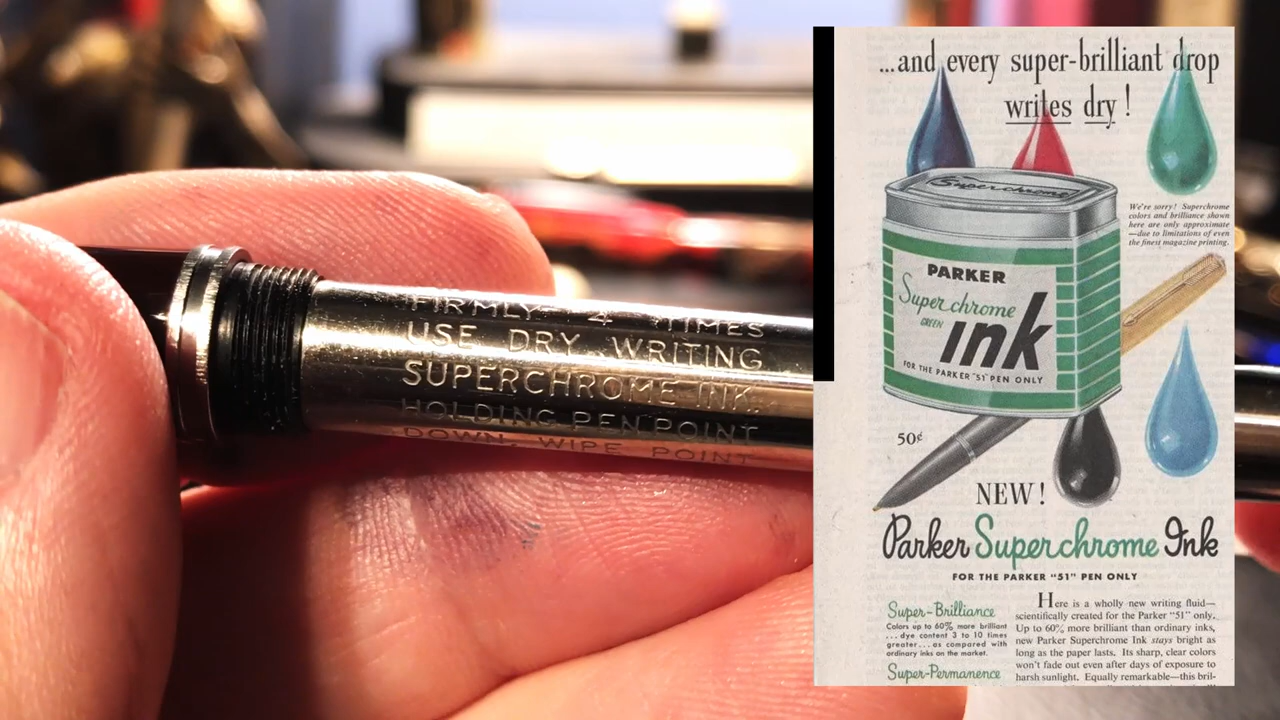 FIRMLY 4 TIMES
USE DRY WRITING
SUPERCHROME INK.
HOLDING PEN POINT
DOWN. WIPE POINT
...and every super-brilliant drop
writes dry!
Superchrome
We're sorry! Superchrome
colors and brilliance shown
here are only approximate
—due to limitations of even
the finest magazine printing.
PARKER
Superchrome
GREEN
ink
FOR THE PARKER "51" PEN ONLY
50¢
NEW!
Parker Superchrome Ink
FOR THE PARKER "51" PEN ONLY
Super-Brilliance
Colors up to 60% more brilliant
... dye content 3 to 10 times
greater... as compared with
ordinary inks on the market.
Super-Permanence
Here is a wholly new writing fluid—
scientifically created for the Parker "51" only.
Up to 60% more brilliant than ordinary inks,
new Parker Superchrome Ink stays bright as
long as the paper lasts. Its sharp, clear colors
won't fade out even after days of exposure to
harsh sunlight. Equally remarkable—this bril-